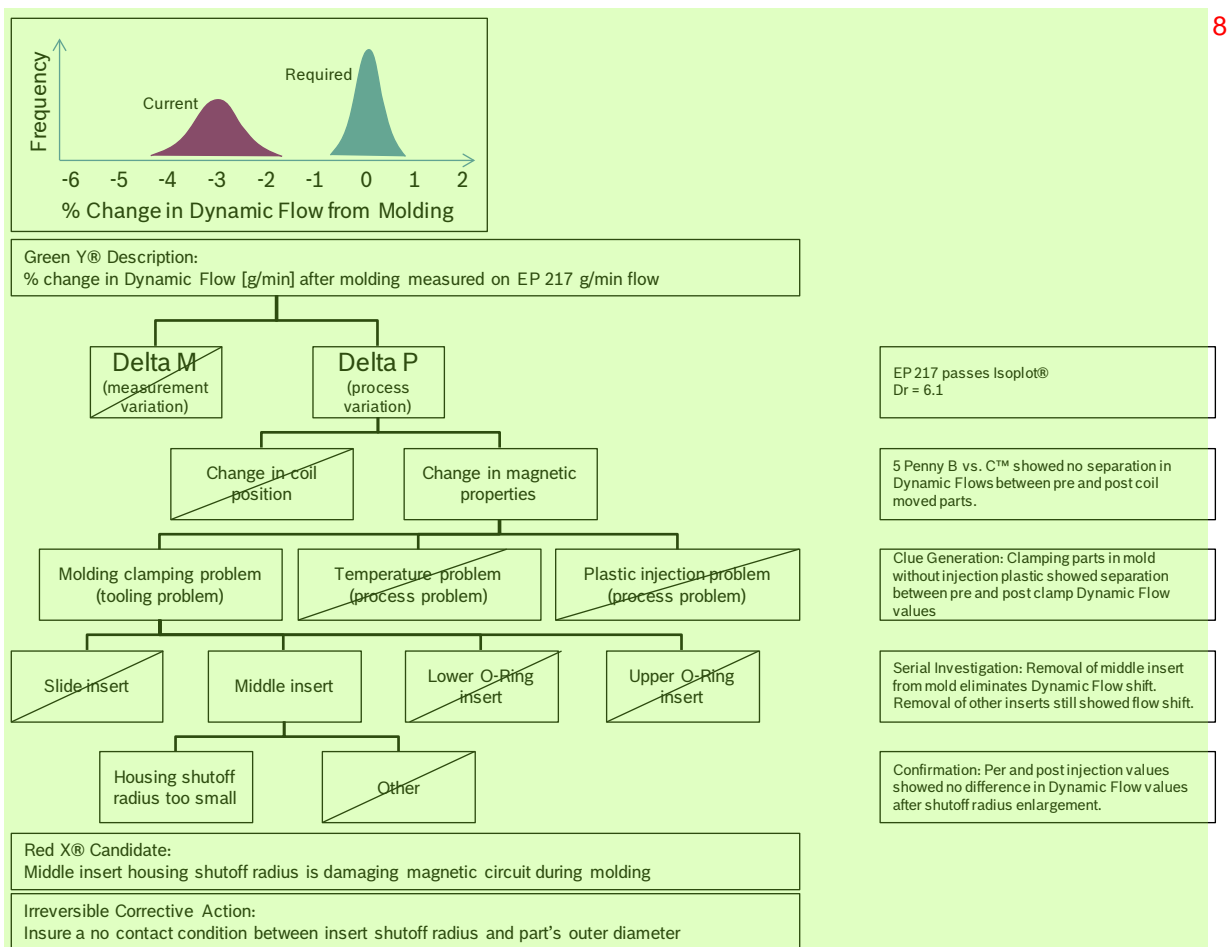 8
Frequency
Current
Required
-6 -5 -4 -3 -2 -1 0 1 2
% Change in Dynamic Flow from Molding
Green Y® Description:
% change in Dynamic Flow [g/min] after molding measured on EP 217 g/min flow
Delta M
(measurement
variation)
Delta P
(process
variation)
EP 217 passes Isoplot®
Dr = 6.1
Change in coil
position
Change in magnetic
properties
5 Penny B vs. C™ showed no separation in
Dynamic Flows between pre and post coil
moved parts.
Molding clamping problem
(tooling problem)
Temperature problem
(process problem)
Plastic injection problem
(process problem)
Clue Generation: Clamping parts in mold
without injection plastic showed separation
between pre and post clamp Dynamic Flow
values
Slide insert
Middle insert
Lower O-Ring
insert
Upper O-Ring
insert
Serial Investigation: Removal of middle insert
from mold eliminates Dynamic Flow shift.
Removal of other inserts still showed flow shift.
Housing shutoff
radius too small
Other
Confirmation: Per and post injection values
showed no difference in Dynamic Flow values
after shutoff radius enlargement.
Red X® Candidate:
Middle insert housing shutoff radius is damaging magnetic circuit during molding
Irreversible Corrective Action:
Insure a no contact condition between insert shutoff radius and part's outer diameter